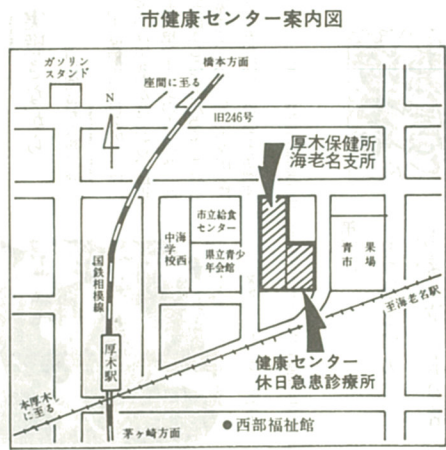 市健康センター案内図
ガソリン
スタンド
橋本方面
座間に至る
N
旧246号
厚木保健所
海老名支所
市立給食
センター
海西
中学校
県立青少
年会館
青果
市場
国鉄相模線
至海老名駅
厚木駅
健康センター
休日急患診療所
本厚木
に至る
茅ヶ崎方面
●西部福祉館